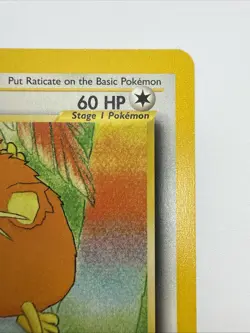 Put Raticate on the Basic Pokémon
60 HP
Stage 1 Pokémon